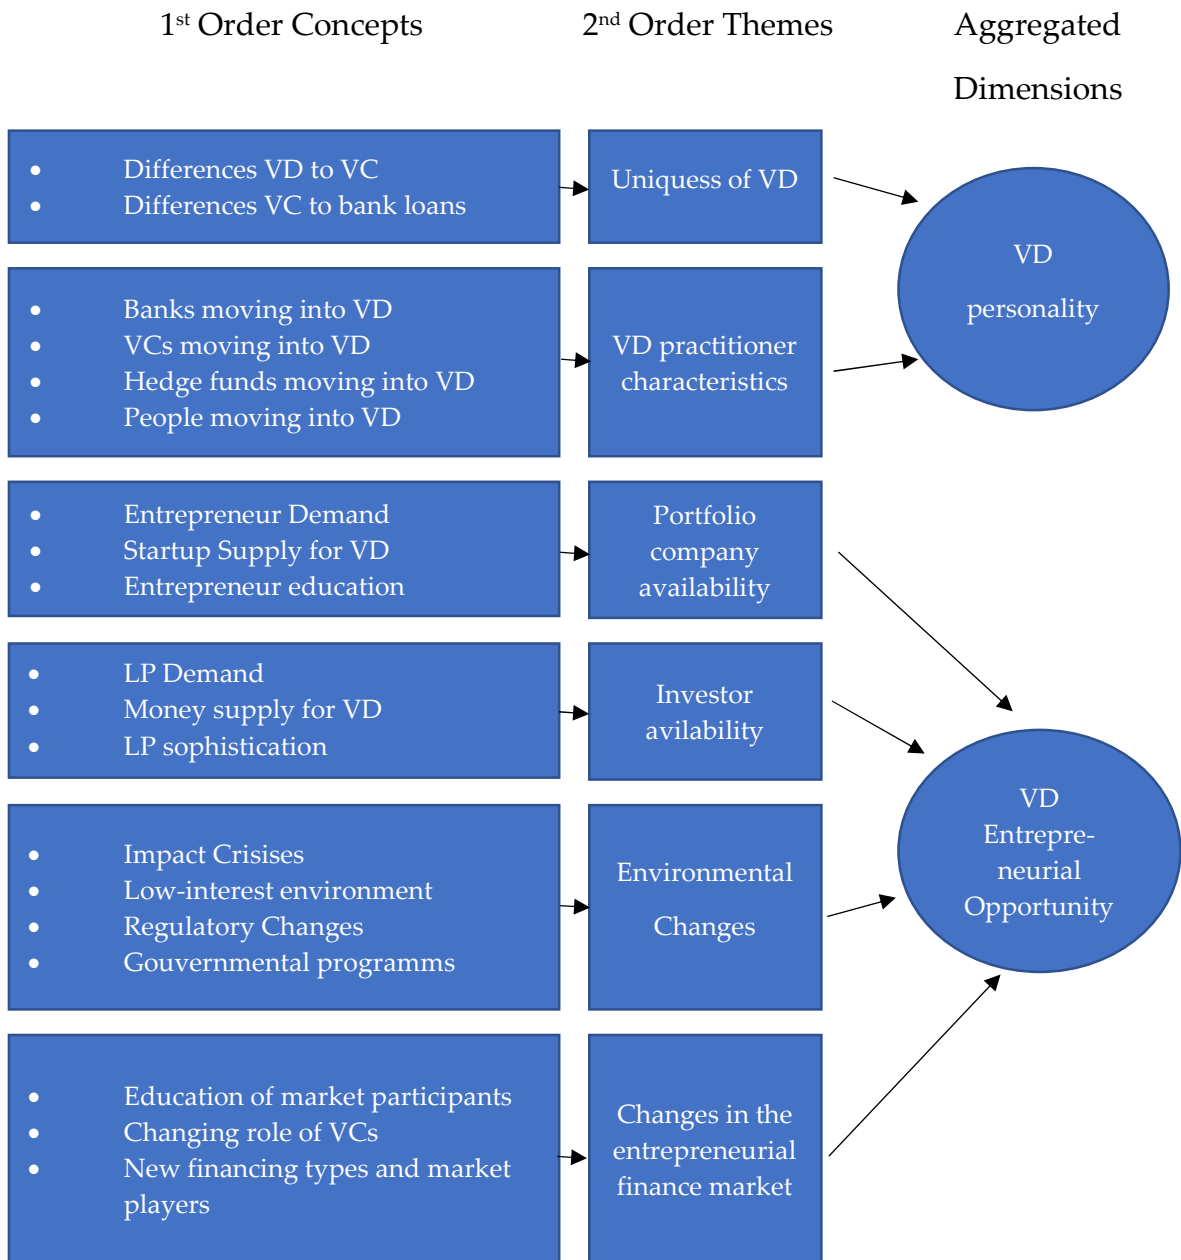 1st Order Concepts
2nd Order Themes
Aggregated
Dimensions
• Differences VD to VC
• Differences VC to bank loans
Uniquess of VD
VD
personality
• Banks moving into VD
• VCs moving into VD
• Hedge funds moving into VD
• People moving into VD
VD practitioner
characteristics
• Entrepreneur Demand
• Startup Supply for VD
• Entrepreneur education
Portfolio
company
availability
• LP Demand
• Money supply for VD
• LP sophistication
Investor
avilability
VD
Entrepre-
neurial
Opportunity
• Impact Crisises
• Low-interest environment
• Regulatory Changes
• Gouvernmental programms
Environmental
Changes
• Education of market participants
• Changing role of VCs
• New financing types and market
players
Changes in the
entrepreneurial
finance market